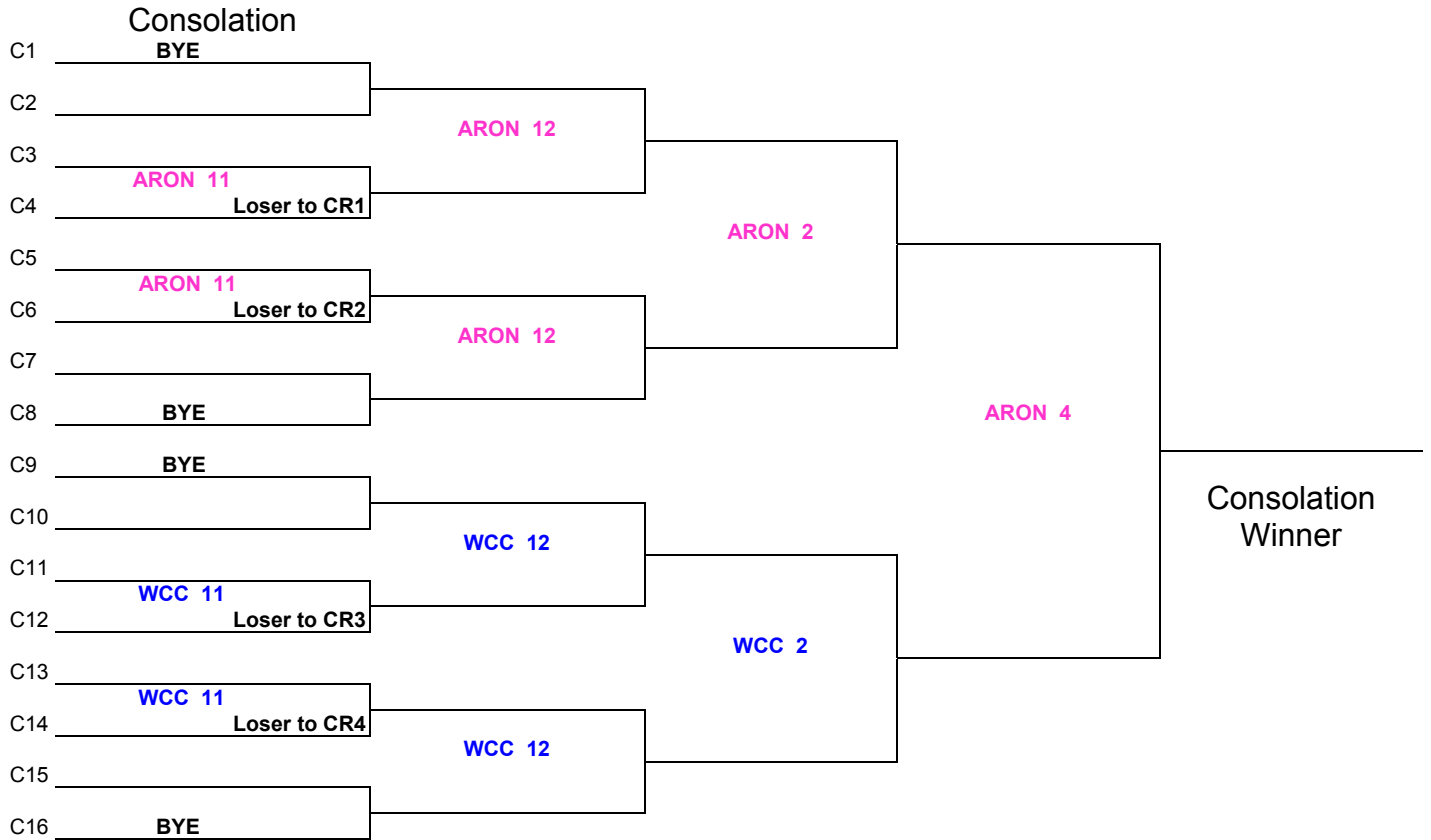 Consolation
C1 BYE
C2
ARON 12
C3
ARON 11
C4 Loser to CR1
ARON 2
C5
ARON 11
C6 Loser to CR2
ARON 12
C7
C8 BYE
ARON 4
C9 BYE
C10
Consolation
Winner
WCC 12
C11
WCC 11
C12 Loser to CR3
WCC 2
C13
WCC 11
C14 Loser to CR4
WCC 12
C15
C16 BYE